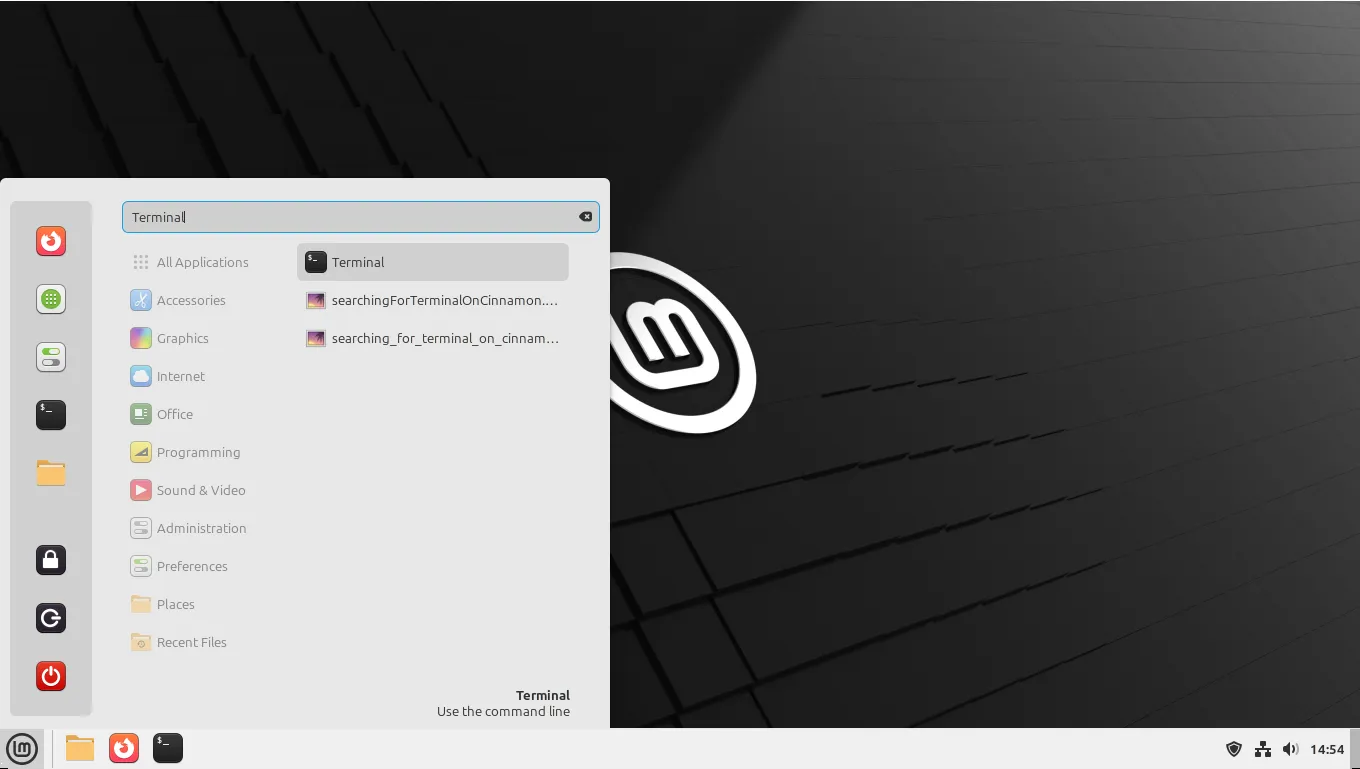 Terminal
All Applications
Accessories
Graphics
Internet
Office
Programming
Sound & Video
Administration
Preferences
Places
Recent Files
Terminal
searchingForTerminalOnCinnamon....
searching_for_terminal_on_cinnam...
Terminal
Use the command line
14:54